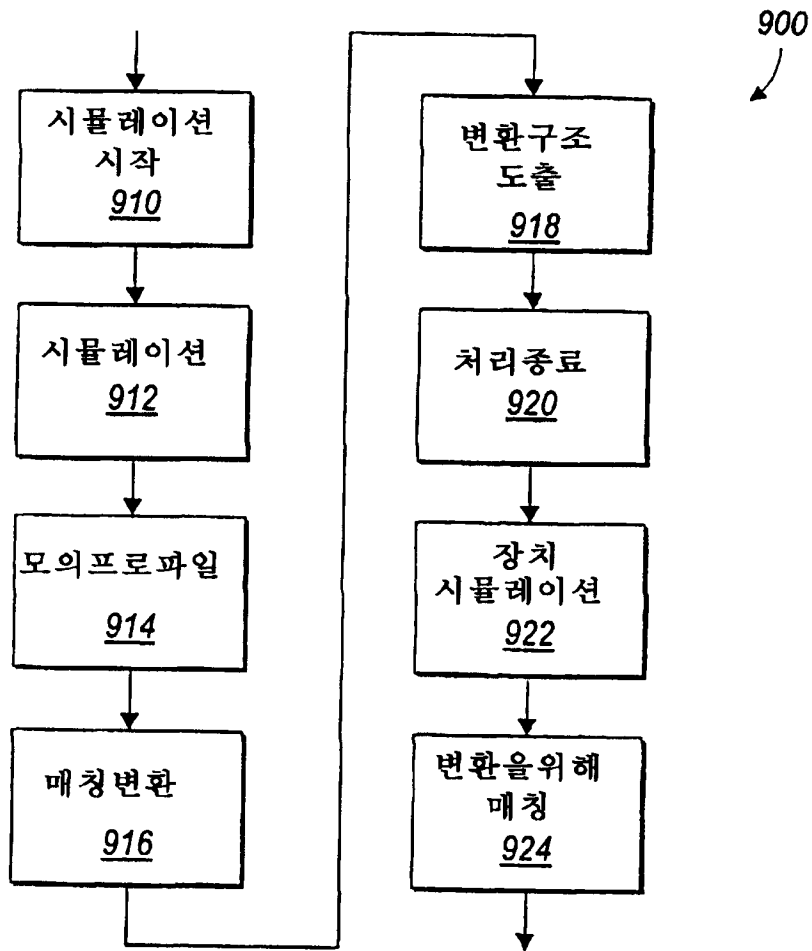 900
시뮬레이션
시작
910
시뮬레이션
912
모의프로파일
914
매칭변환
916
변환구조
도출
918
처리종료
920
장치
시뮬레이션
922
변환을위해
매칭
924